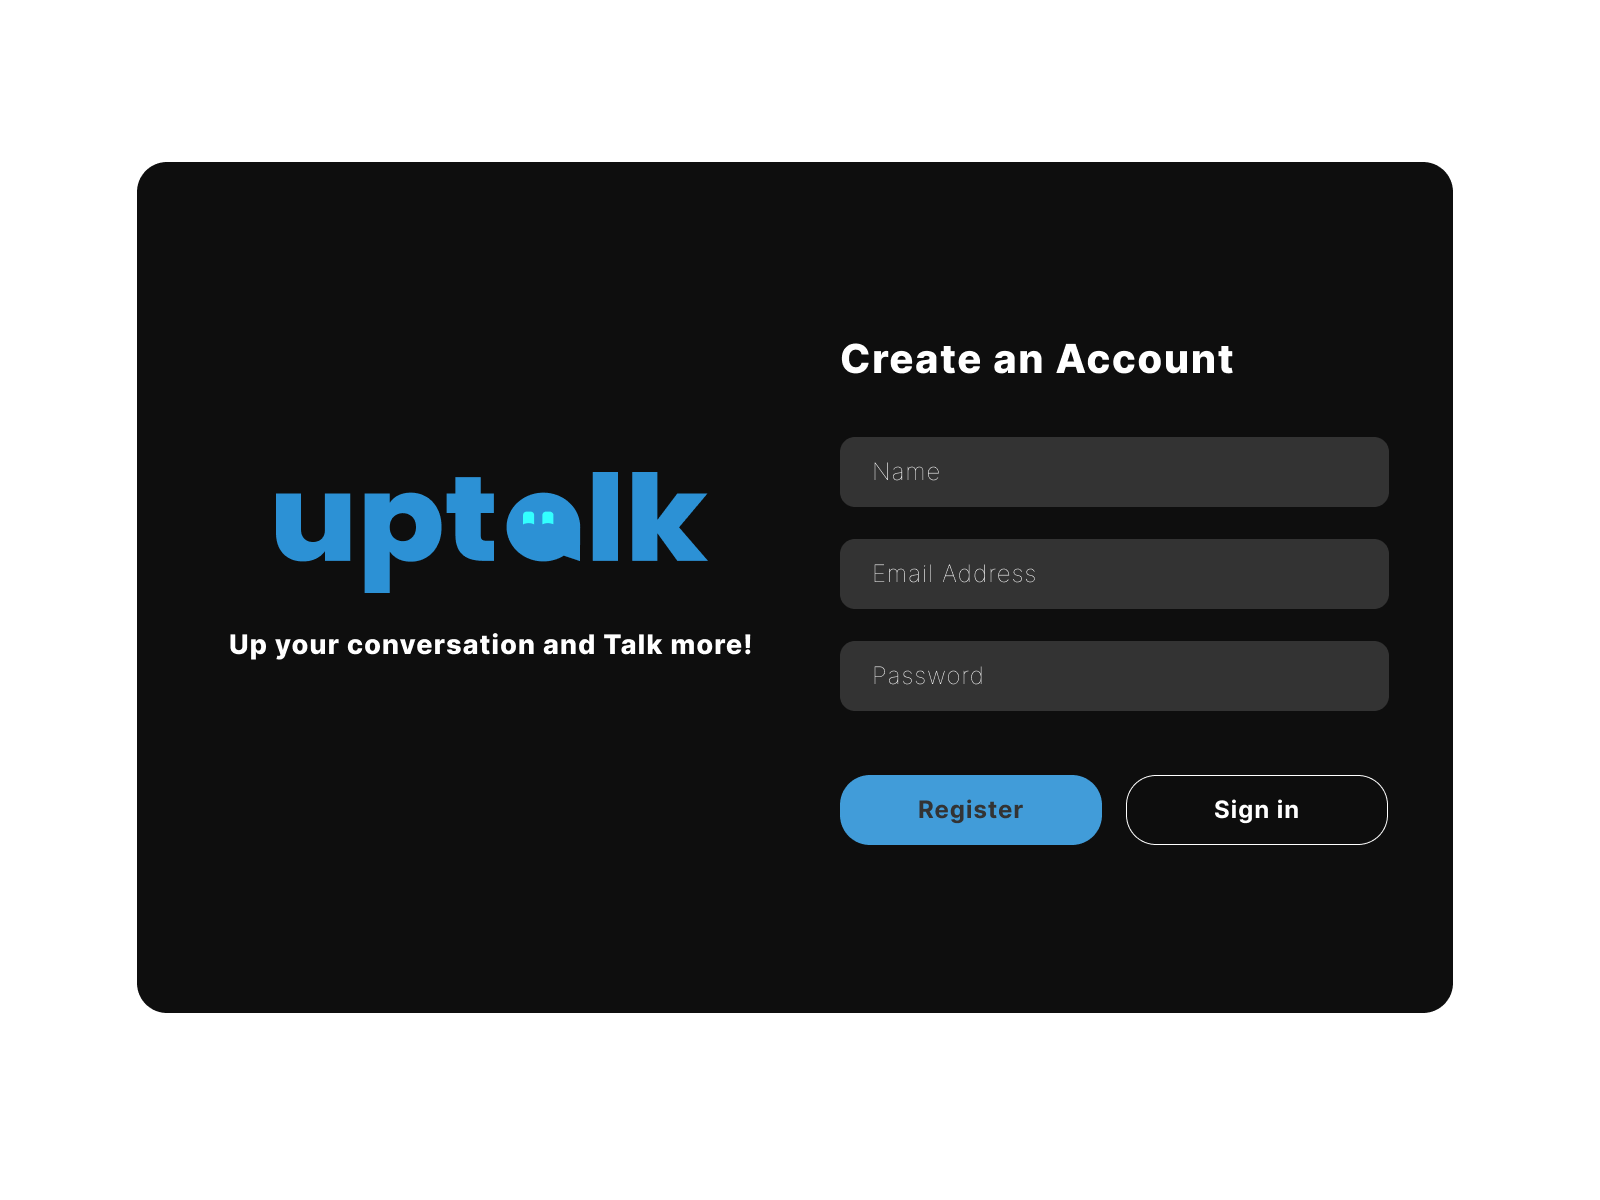 uptalk
Up your conversation and Talk more!
Create an Account
Name
Email Address
Password
Register
Sign in